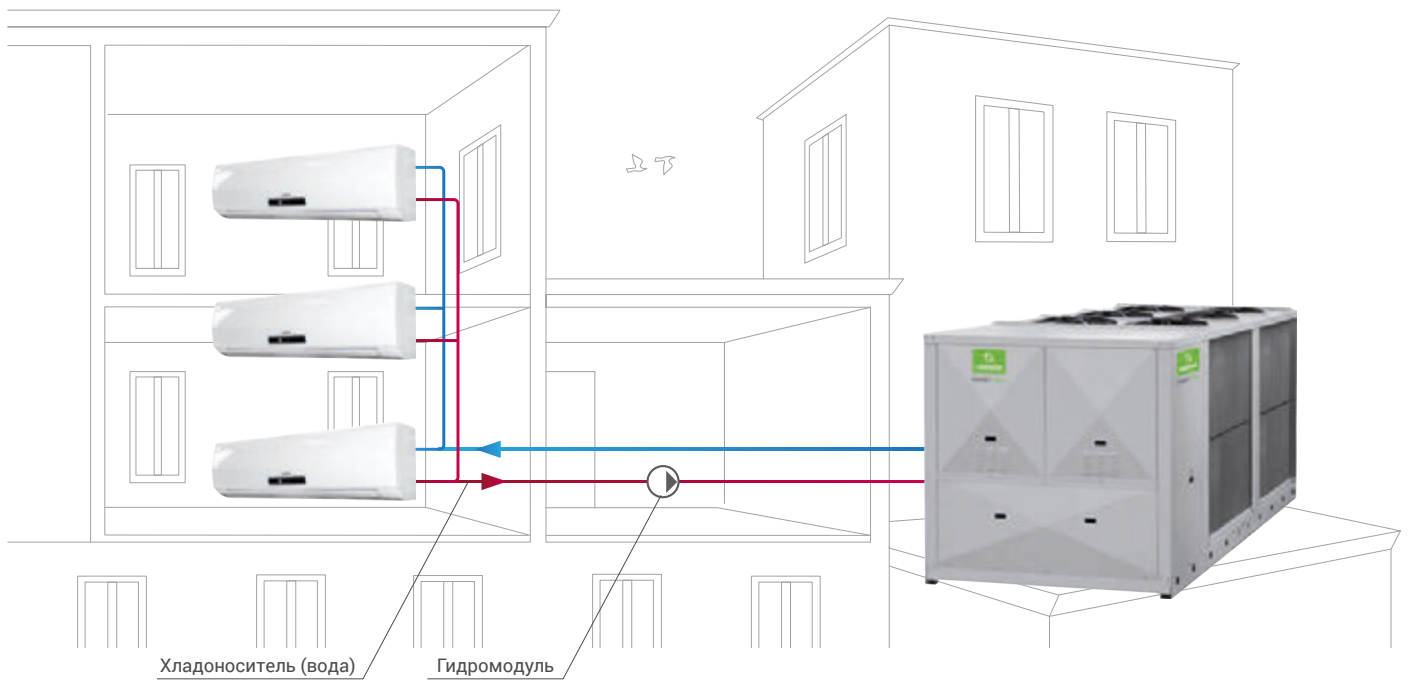 Хладоноситель (вода)
Гидромодуль